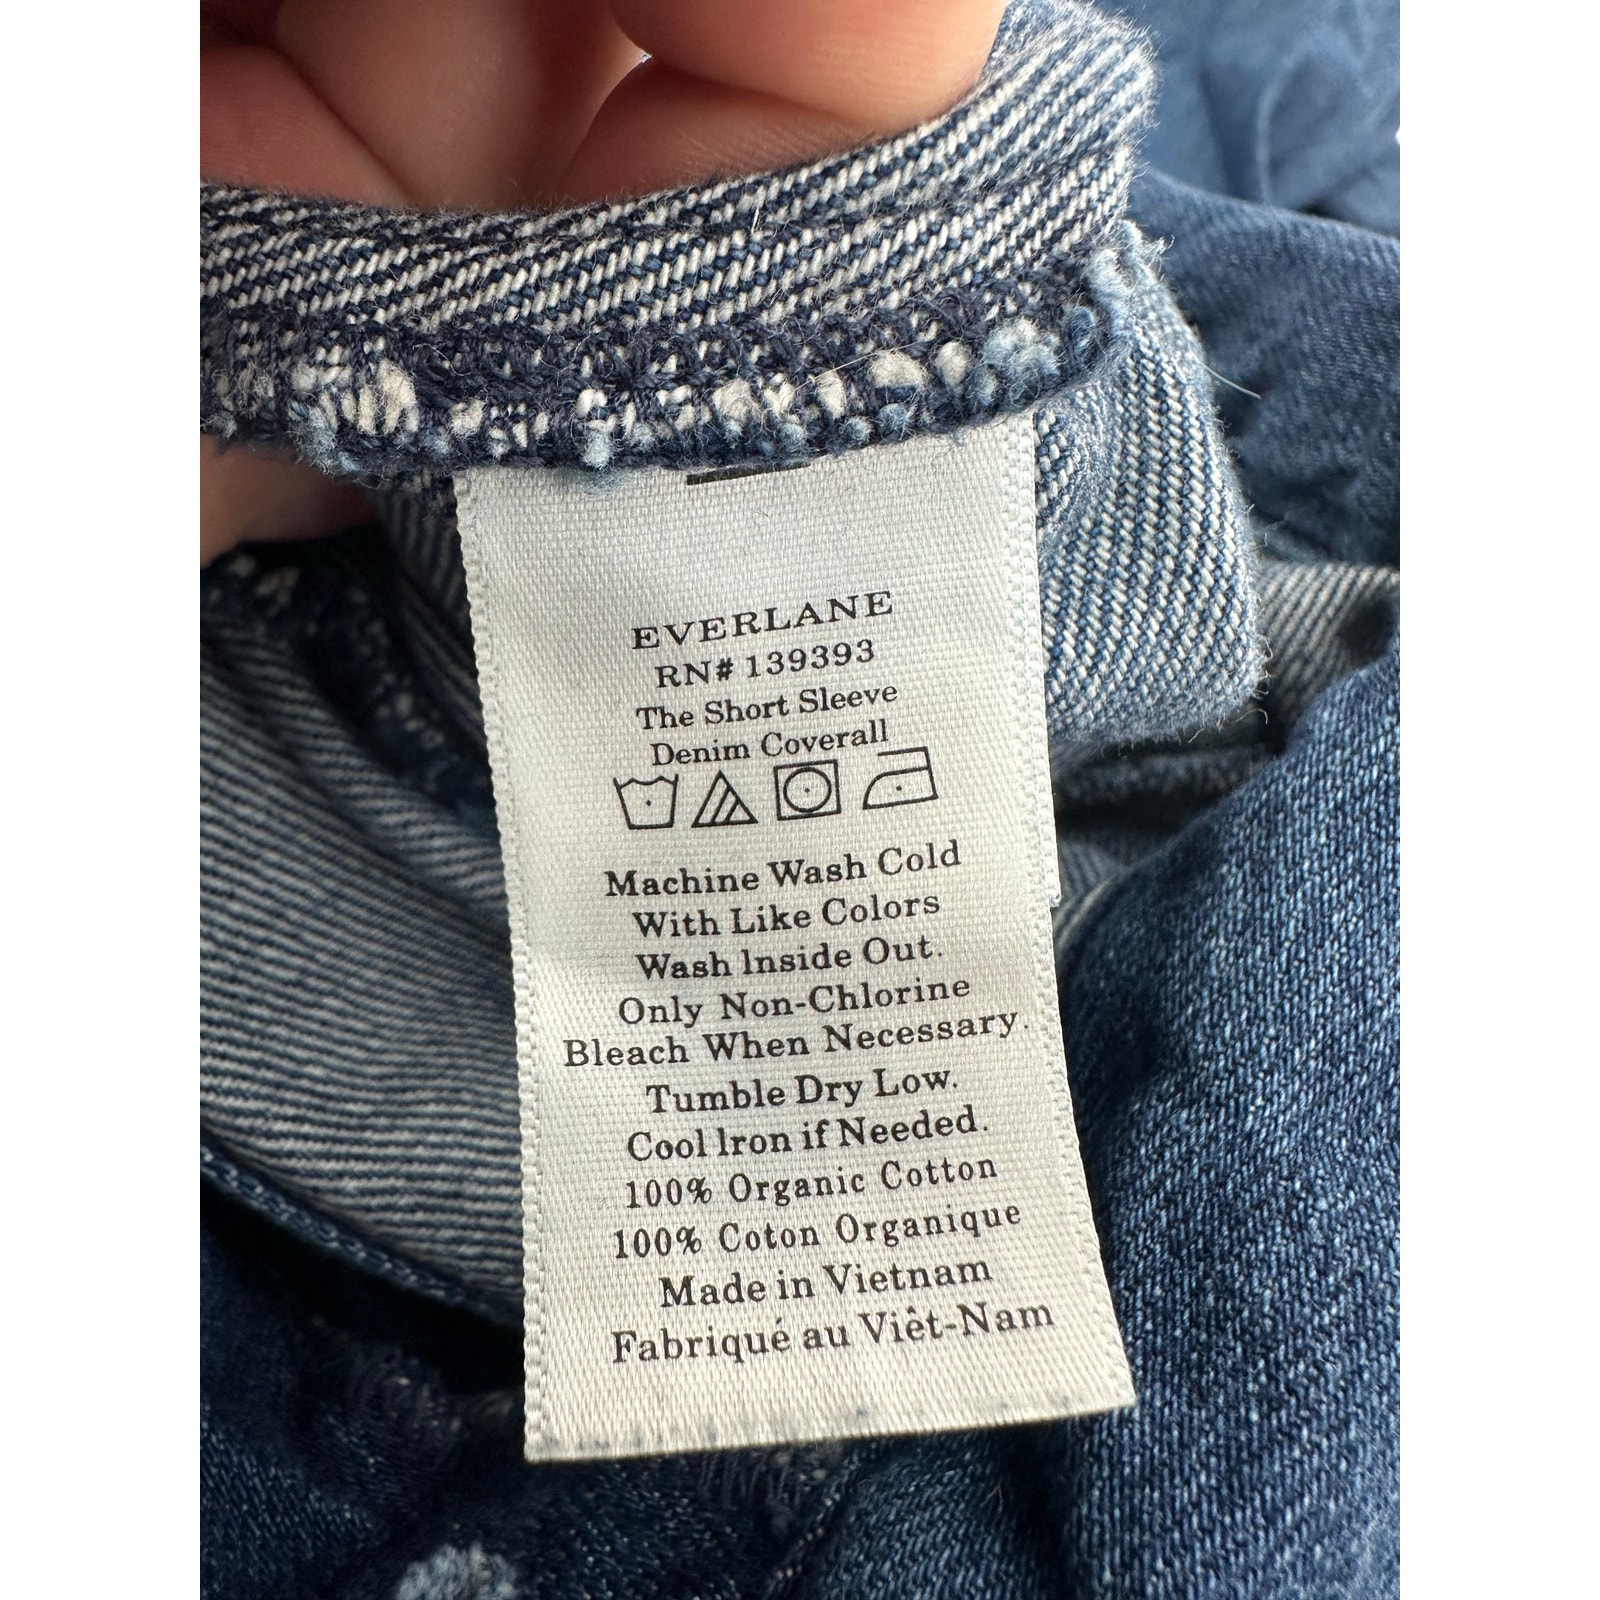 EVERLANE
RN# 139393
The Short Sleeve
Denim Coverall
Machine Wash Cold
With Like Colors
Wash Inside Out.
Only Non-Chlorine
Bleach When Necessary.
Tumble Dry Low.
Cool Iron if Needed.
100% Organic Cotton
100% Coton Organique
Made in Vietnam
Fabriqué au Viêt-Nam